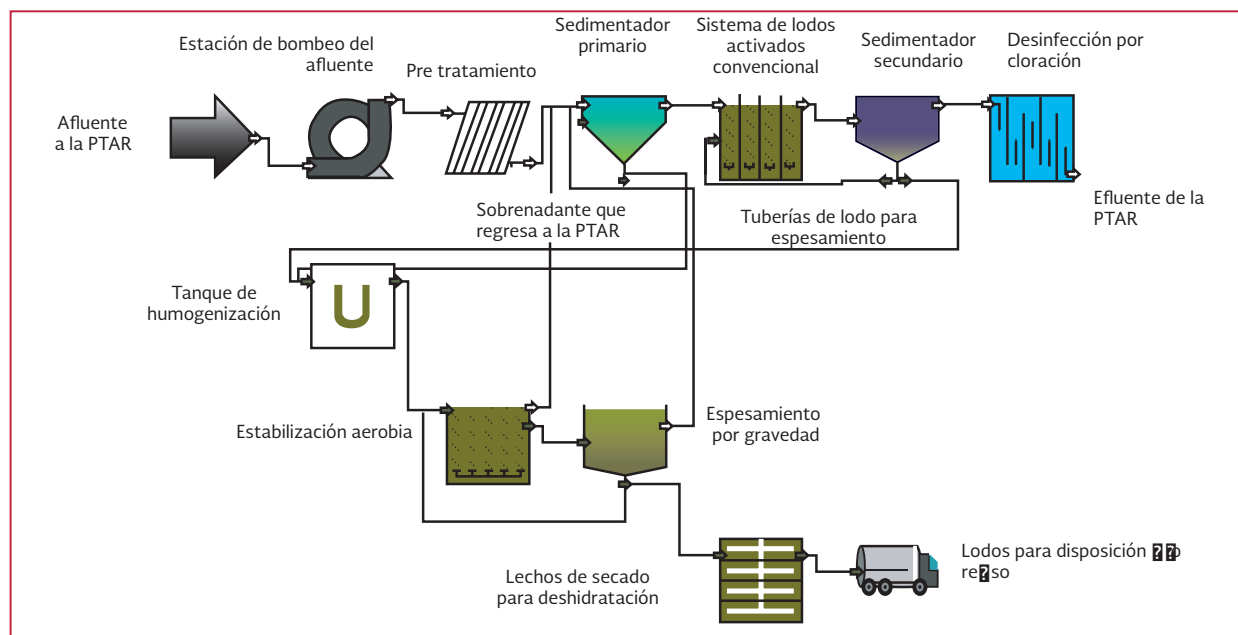 Estación de bombeo del
afluente
Pre tratamiento
Sedimentador
primario
Sistema de lodos
activados
convencional
Sedimentador
secundario
Desinfección por
cloración
Afluente
a la PTAR
Efluente de la
PTAR
Sobrenadante que
regresa a la PTAR
Tuberías de lodo para
espesamiento
Tanque de
humogenización
Estabilización aerobia
Espesamiento
por gravedad
Lechos de secado
para deshidratación
Lodos para disposición